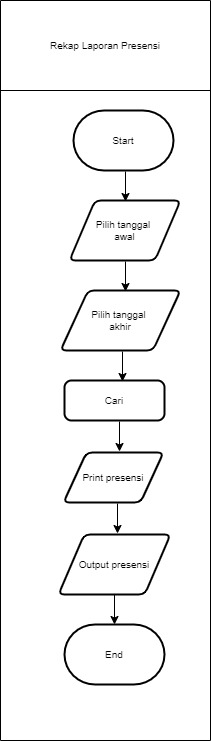 Rekap Laporan Presensi
Start
Pilih tanggal
awal
Pilih tanggal
akhir
Cari
Print presensi
Output presensi
End